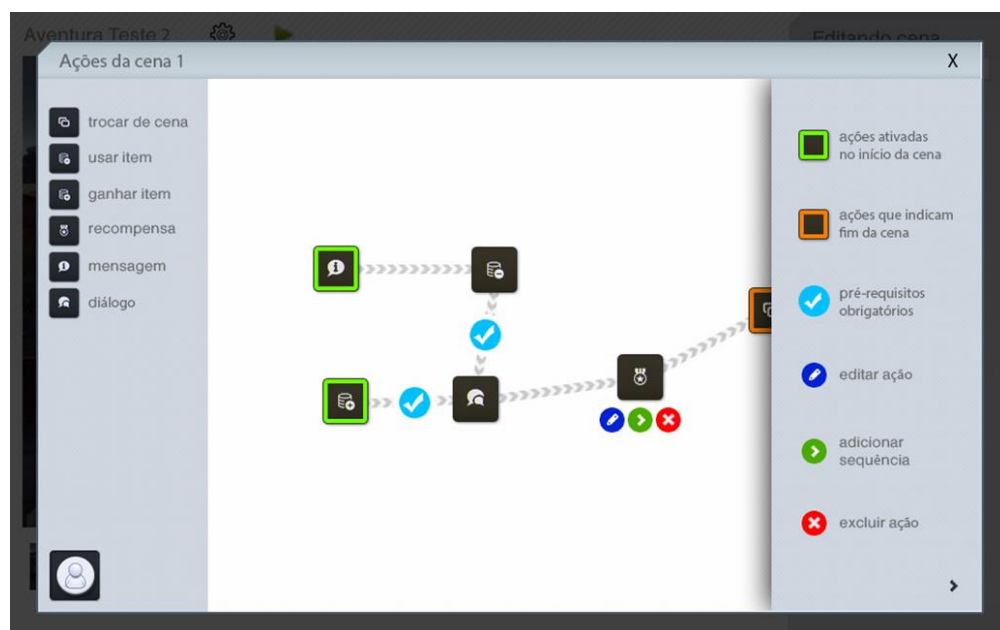 Aventura Teste 2
Editando cena
Ações da cena 1
X
trocar de cena
usar item
ganhar item
recompensa
mensagem
diálogo
ações ativadas
no início da cena
ações que indicam
fim da cena
pré-requisitos
obrigatórios
editar ação
adicionar
sequência
excluir ação